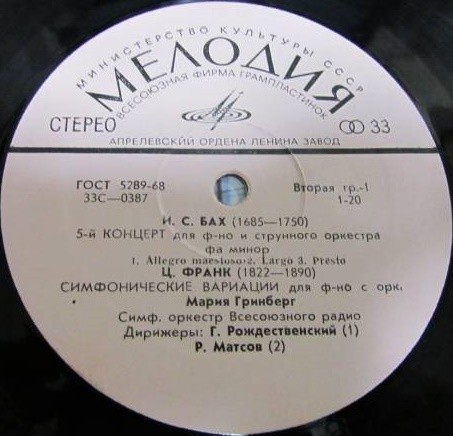 МИНИСТЕРСТВО КУЛЬТУРЫ СССР
МЕЛОДИЯ
ВСЕСОЮЗНАЯ ФИРМА ГРАМПЛАСТИНОК
СТЕРЕО
33
АПРЕЛЕВСКИЙ ОРДЕНА ЛЕНИНА ЗАВОД
ГОСТ 5289-68
Вторая гр.-1
33С—0387
1-20
И. С. БАХ (1685—1750)
5-й КОНЦЕРТ для ф-но и струнного оркестра
фа минор
1. Allegro maestoso 2. Largo 3. Presto
Ц. ФРАНК (1822—1890)
СИМФОНИЧЕСКИЕ ВАРИАЦИИ для ф-но с орк.
Мария Гринберг
Симф. оркестр Всесоюзного радио
Дирижеры: Г. Рождественский (1)
Р. Матсов (2)